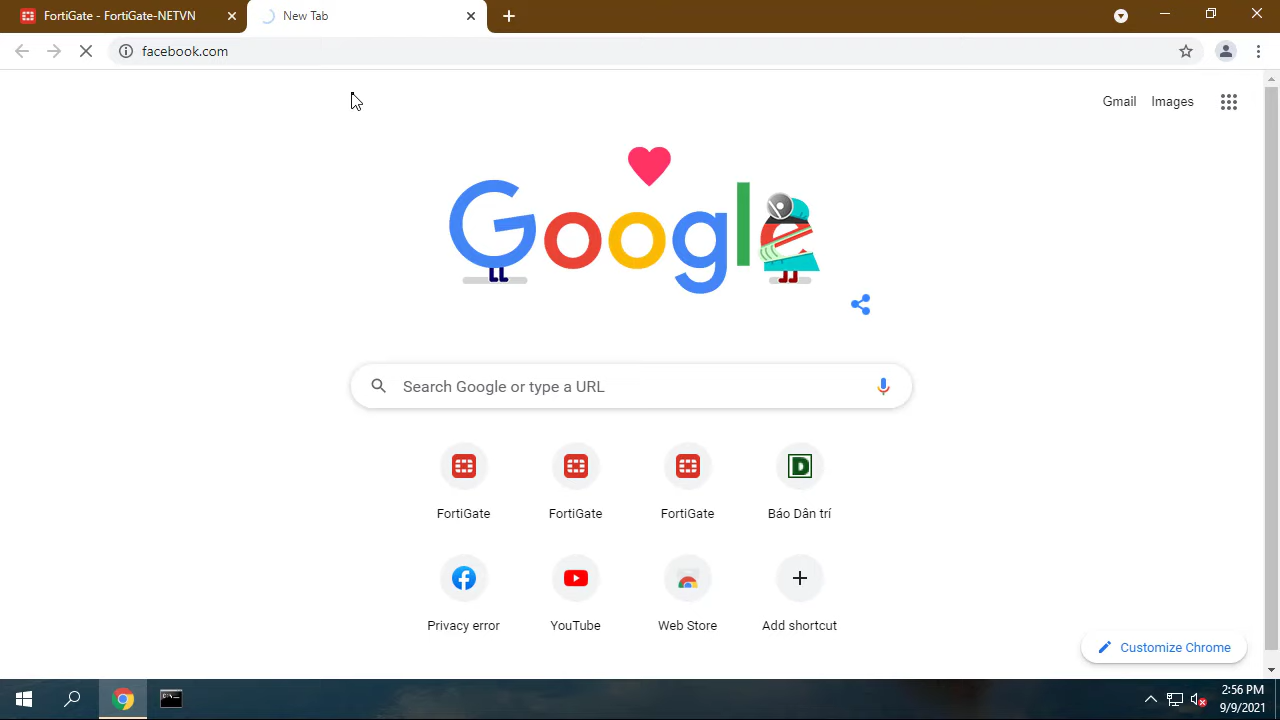 FortiGate - FortiGate-NETVN
New Tab
facebook.com
Gmail Images
Google
Search Google or type a URL
FortiGate FortiGate FortiGate Báo Dân trí
Privacy error YouTube Web Store Add shortcut
Customize Chrome
2:56 PM
9/9/2021